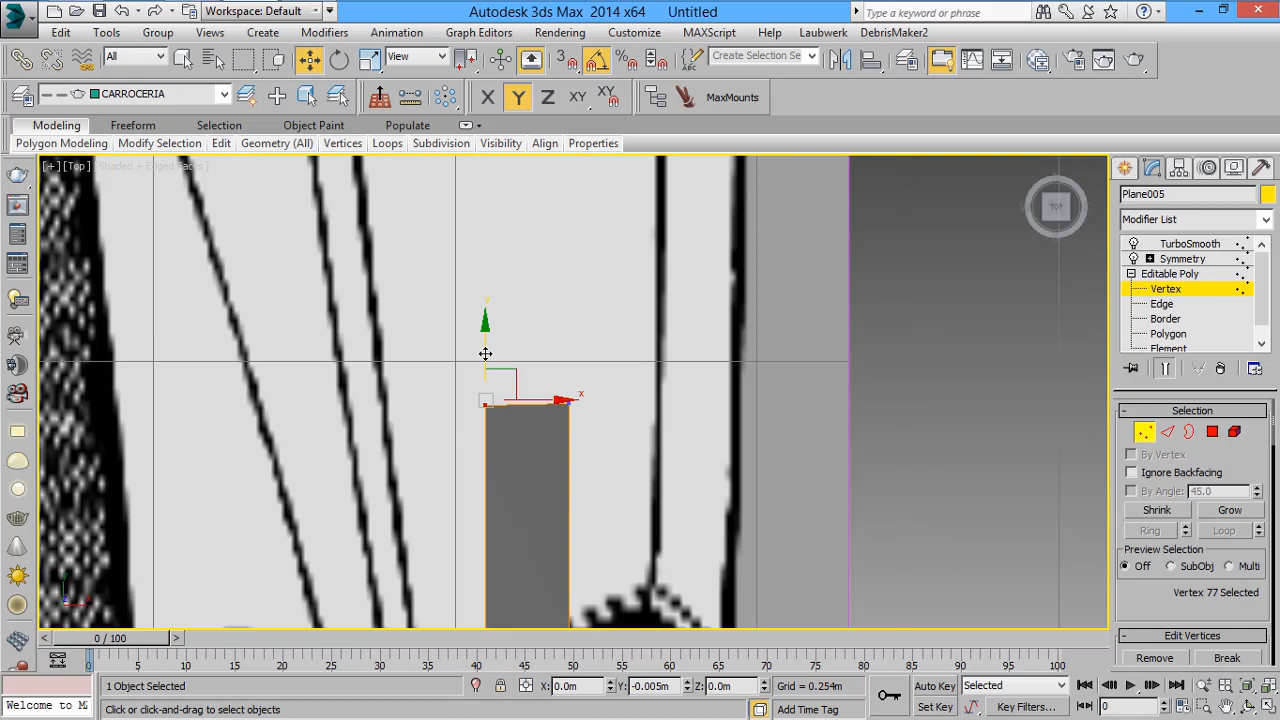 Workspace: Default
Autodesk 3ds Max 2014 x64 Untitled
Type a keyword or phrase
Edit Tools Group Views Create Modifiers Animation Graph Editors Rendering Customize MAXScript Help Laubwerk DebrisMaker2
All
View
3
Create Selection Se
CARROCERIA
X Y Z XY XY
MaxMounts
Modeling Freeform Selection Object Paint Populate
Polygon Modeling Modify Selection Edit Geometry (All) Vertices Loops Subdivision Visibility Align Properties
[+][Top][Shaded + Edged Faces]
TOP
Plane005
Modifier List
TurboSmooth
Symmetry
Editable Poly
Vertex
Edge
Border
Polygon
Element
Selection
By Vertex
Ignore Backfacing
By Angle: 45.0
Shrink Grow
Ring Loop
Preview Selection
Off SubObj Multi
Vertex 77 Selected
Edit Vertices
Remove Break
x
0 / 100
0 5 10 15 20 25 30 35 40 45 50 55 60 65 70 75 80 85 90 95 100
1 Object Selected
X: 0.0m Y: -0.005m Z: 0.0m Grid = 0.254m
Auto Key Selected
Welcome to M
Click or click-and-drag to select objects
Add Time Tag
Set Key Key Filters... 0